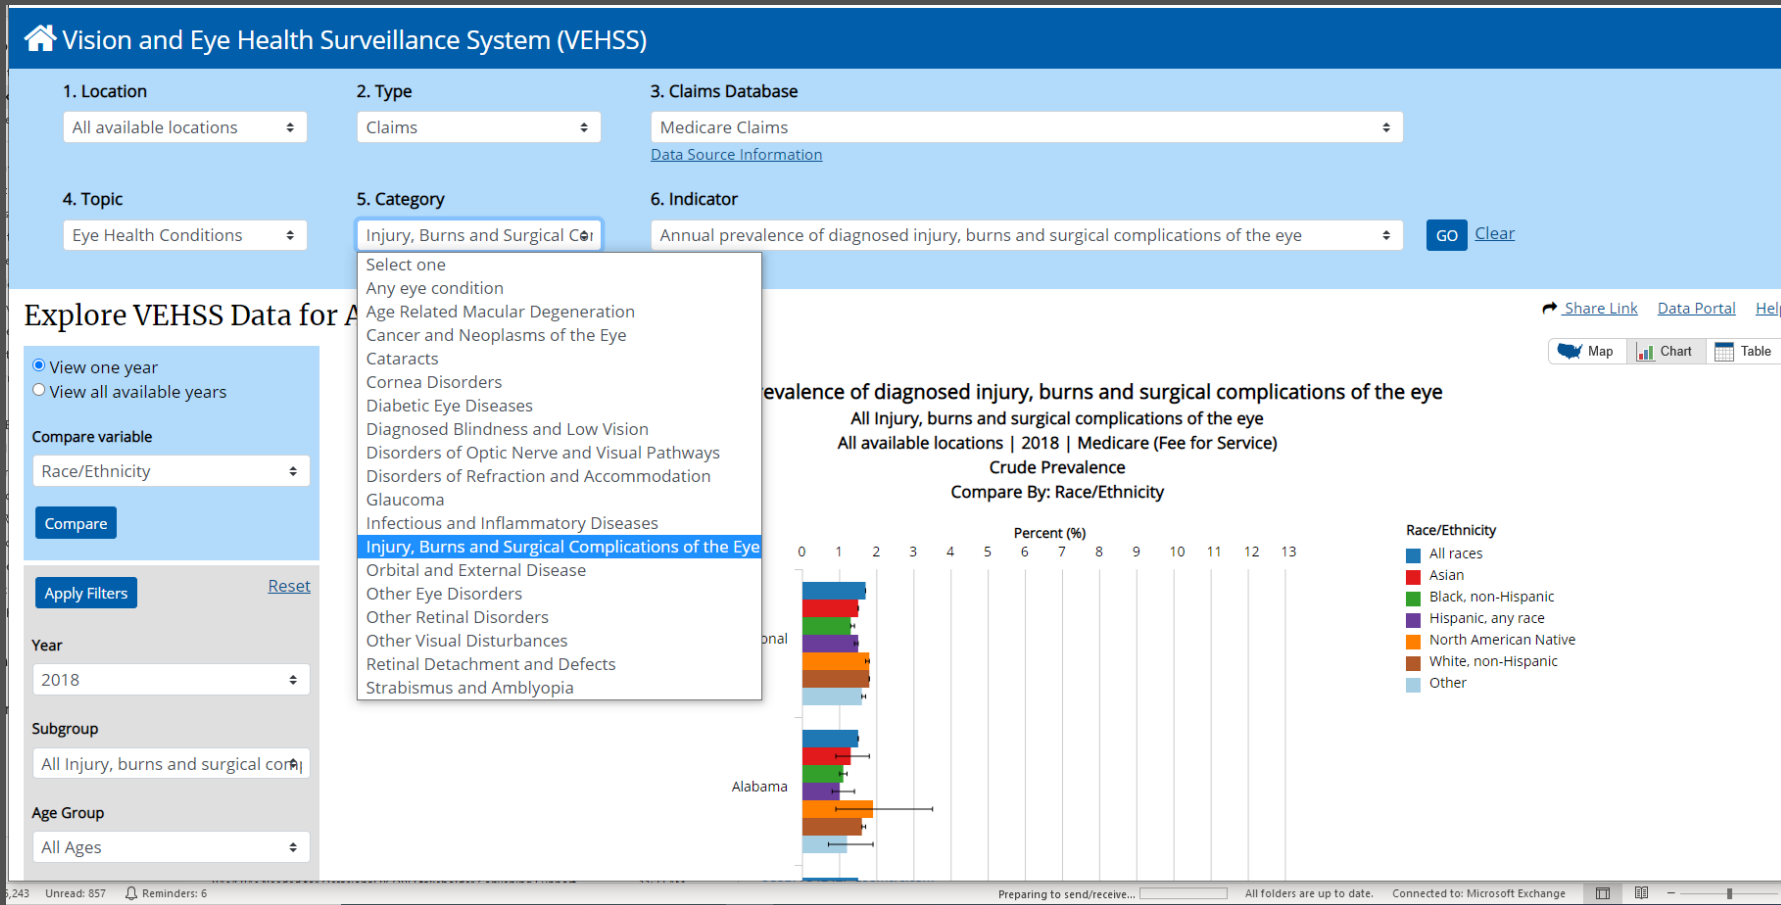 Vision and Eye Health Surveillance System (VEHSS)
1. Location
2. Type
3. Claims Database
All available locations
Claims
Medicare Claims
Data Source Information
4. Topic
5. Category
6. Indicator
Eye Health Conditions
Injury, Burns and Surgical Cor
Annual prevalence of diagnosed injury, burns and surgical complications of the eye
GO
Clear
Select one
Any eye condition
Age Related Macular Degeneration
Cancer and Neoplasms of the Eye
Cataracts
Cornea Disorders
Diabetic Eye Diseases
Diagnosed Blindness and Low Vision
Disorders of Optic Nerve and Visual Pathways
Disorders of Refraction and Accommodation
Glaucoma
Infectious and Inflammatory Diseases
Injury, Burns and Surgical Complications of the Eye
Orbital and External Disease
Other Eye Disorders
Other Retinal Disorders
Other Visual Disturbances
Retinal Detachment and Defects
Strabismus and Amblyopia
Explore VEHSS Data for A
Share Link
Data Portal
Help
Map
Chart
Table
View one year
View all available years
Compare variable
Race/Ethnicity
Compare
Apply Filters
Reset
Year
2018
Subgroup
All Injury, burns and surgical comp
Age Group
All Ages
revalence of diagnosed injury, burns and surgical complications of the eye
All Injury, burns and surgical complications of the eye
All available locations | 2018 | Medicare (Fee for Service)
Crude Prevalence
Compare By: Race/Ethnicity
Percent (%)
0 1 2 3 4 5 6 7 8 9 10 11 12 13
onal
Alabama
Race/Ethnicity
All races
Asian
Black, non-Hispanic
Hispanic, any race
North American Native
White, non-Hispanic
Other
5,243 Unread: 857 Reminders: 6
Preparing to send/receive...
All folders are up to date.
Connected to: Microsoft Exchange